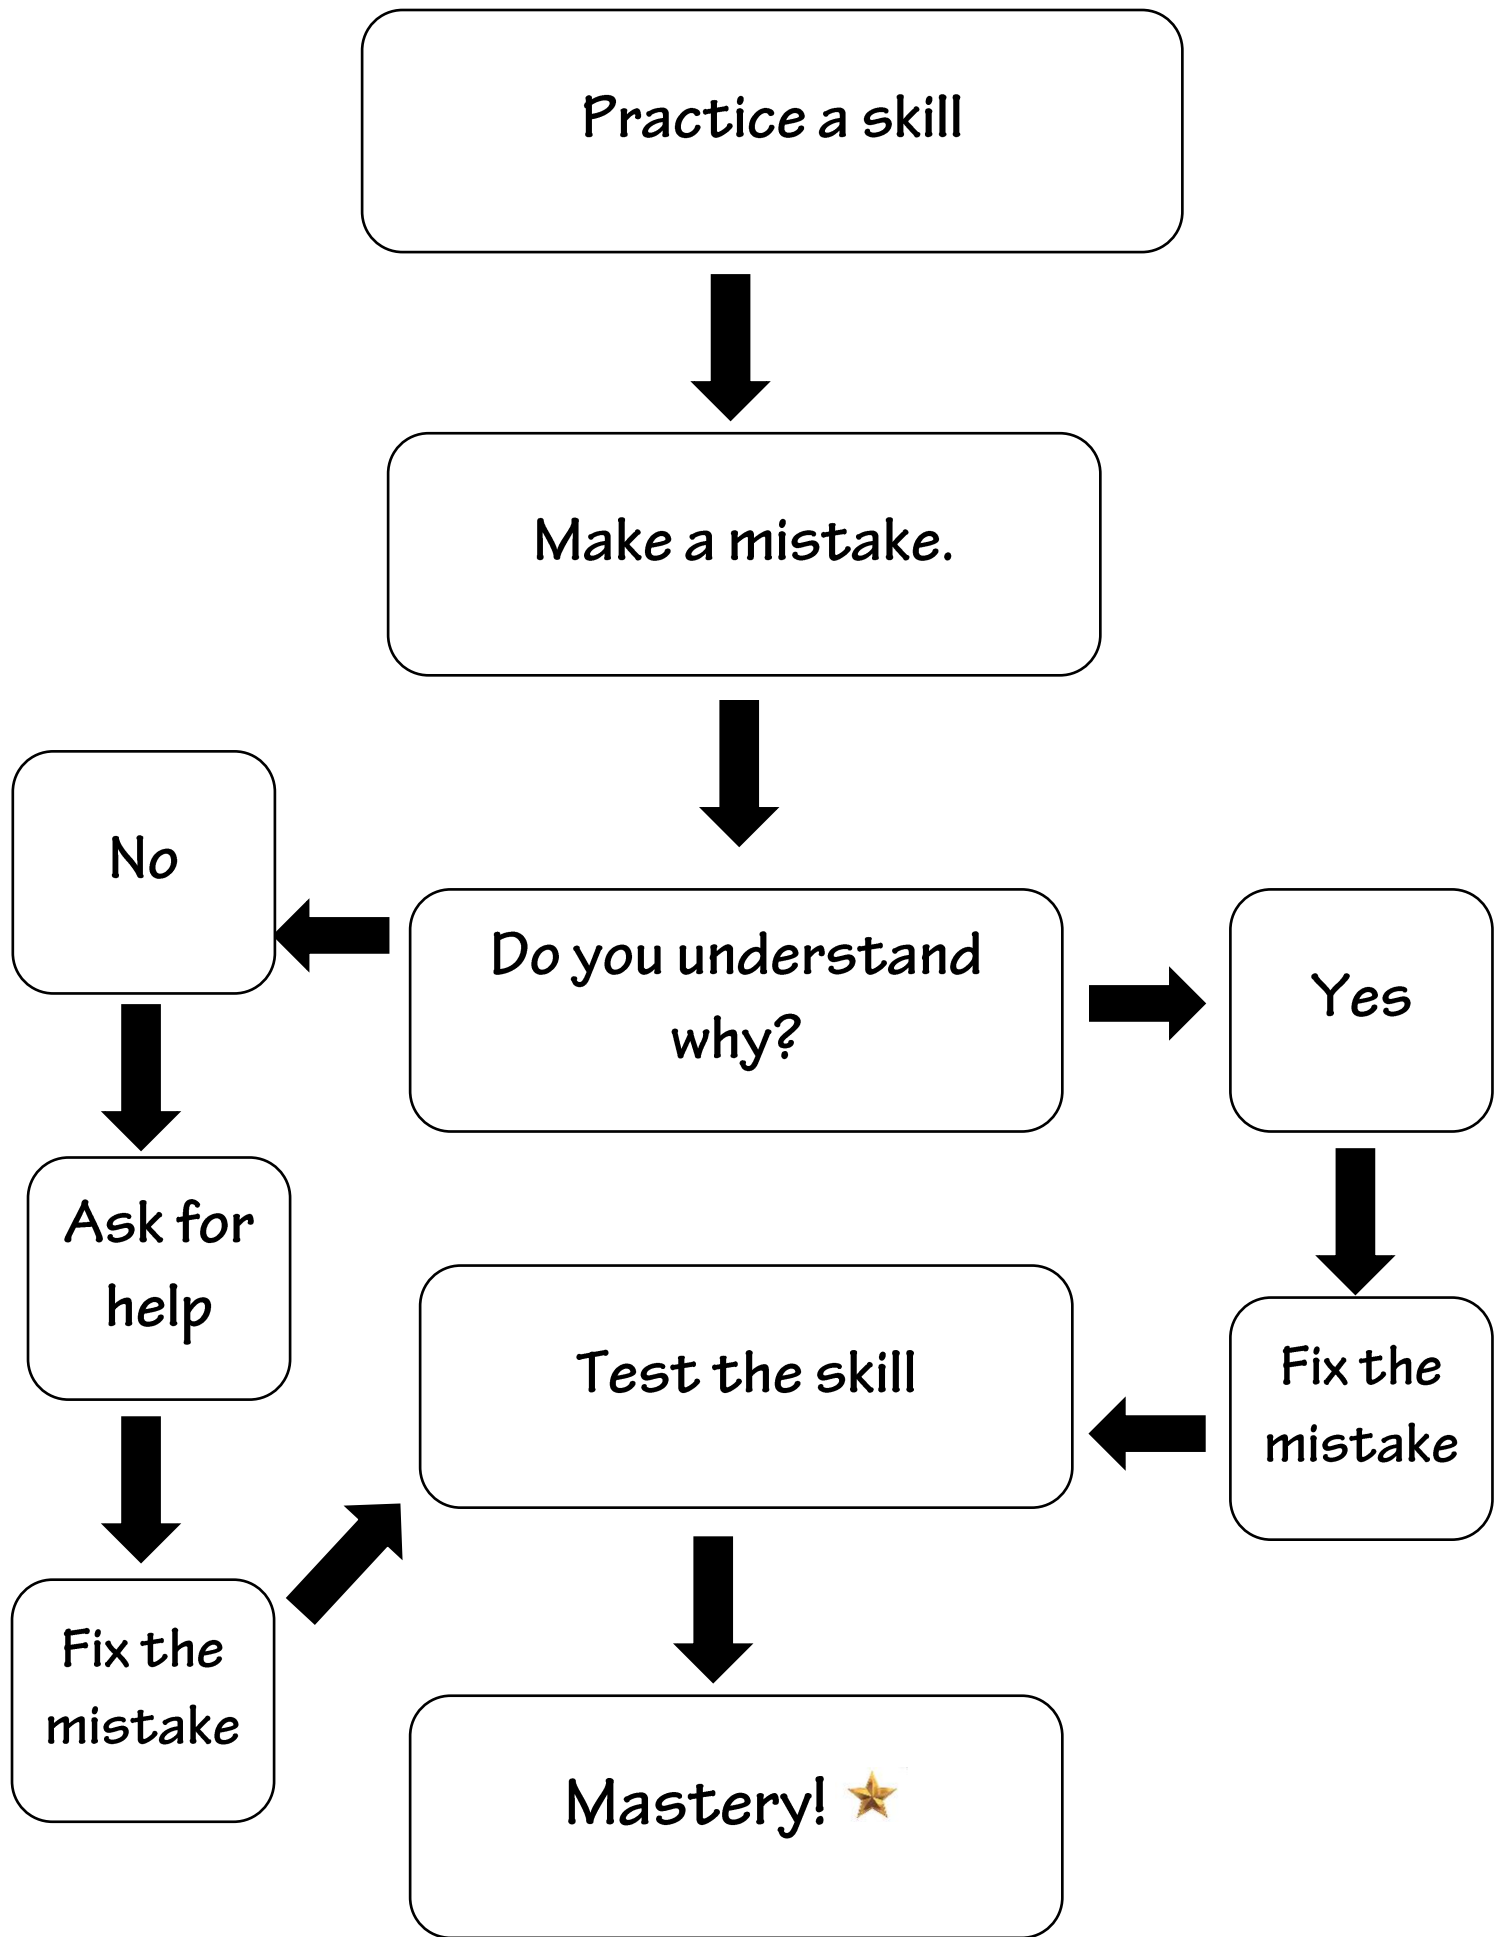 Practice a skill
Make a mistake.
No
Do you understand
why?
Yes
Ask for
help
Test the skill
Fix the
mistake
Fix the
mistake
Mastery!